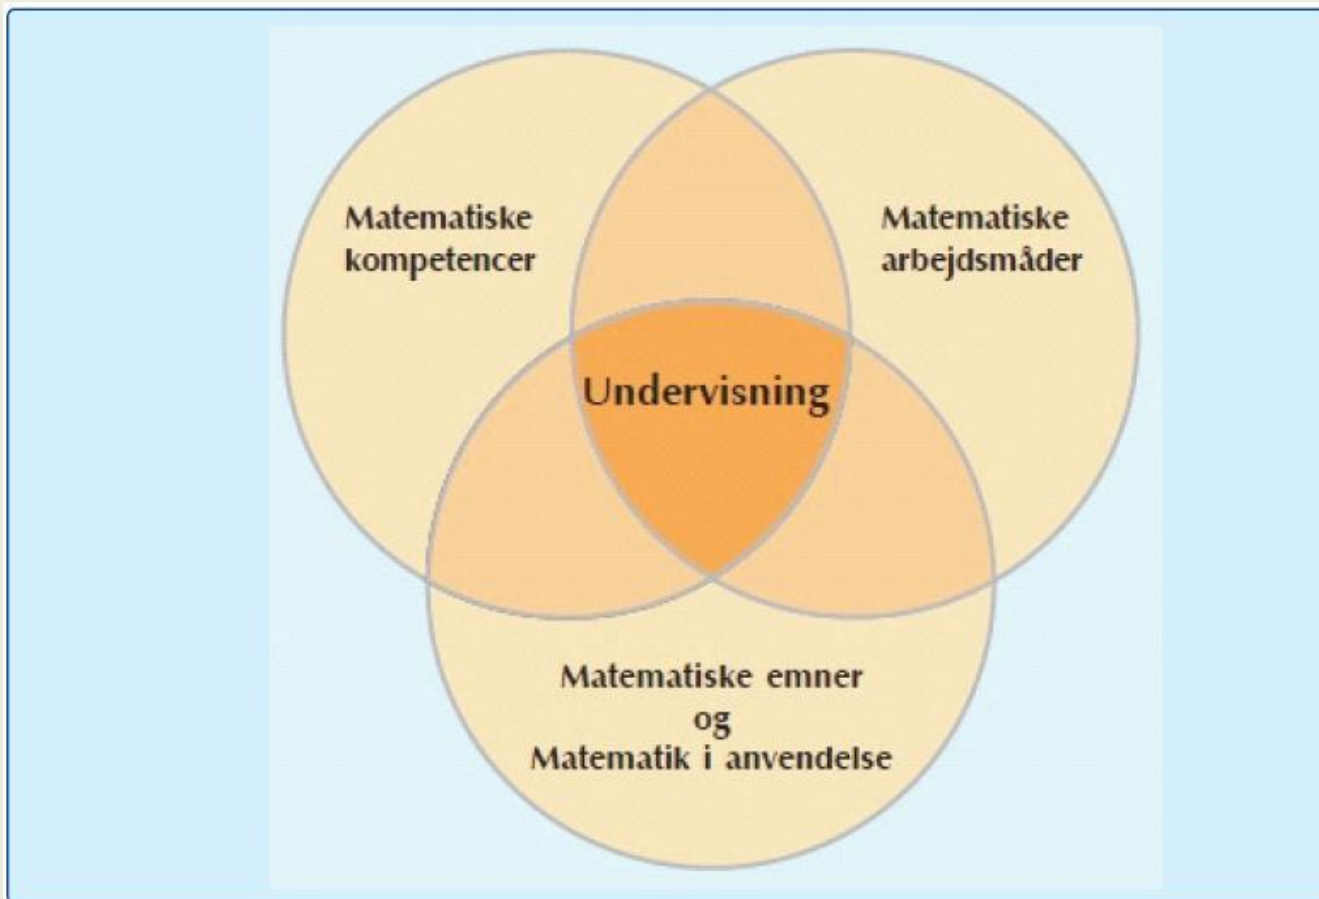 Matematiske
kompetencer
Matematiske
arbejdsmåder
Undervisning
Matematiske emner
og
Matematik i anvendelse